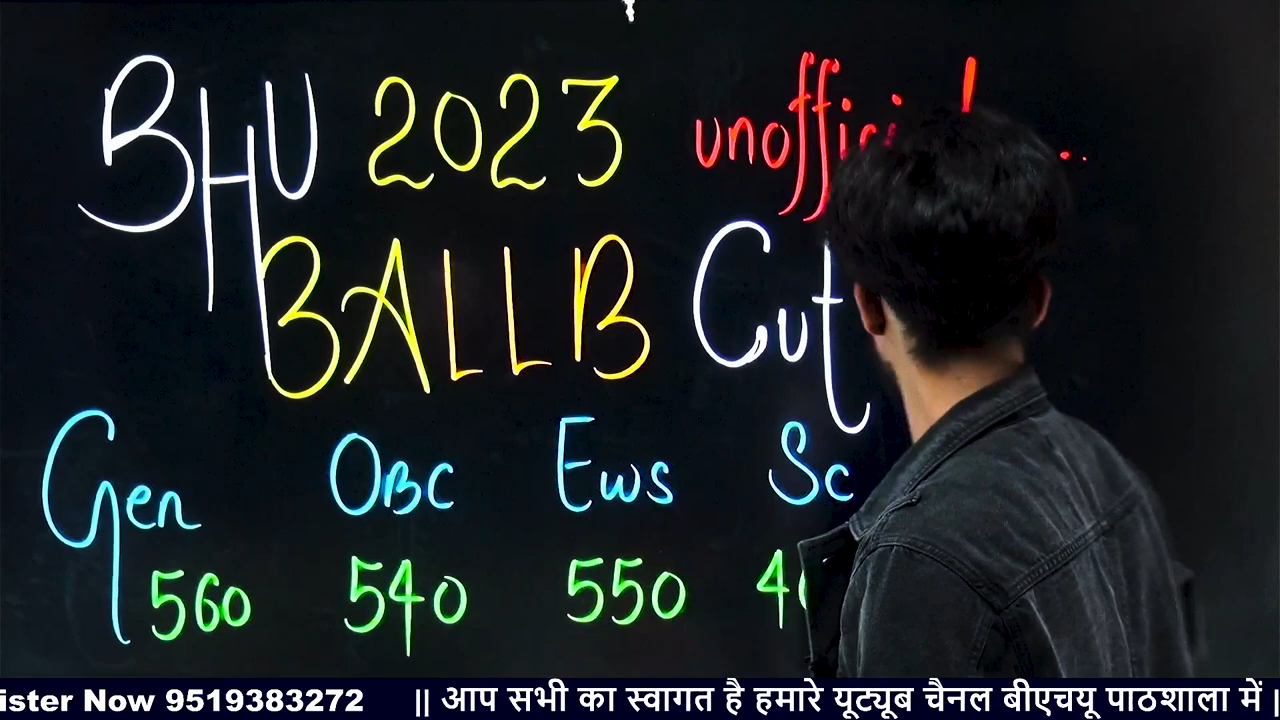 BHU 2023 unofficial...
BALLB Cut
Gen OBC Ews Sc
560 540 550
ister Now 9519383272 || आप सभी का स्वागत है हमारे यूट्यूब चैनल बीएचयू पाठशाला में |